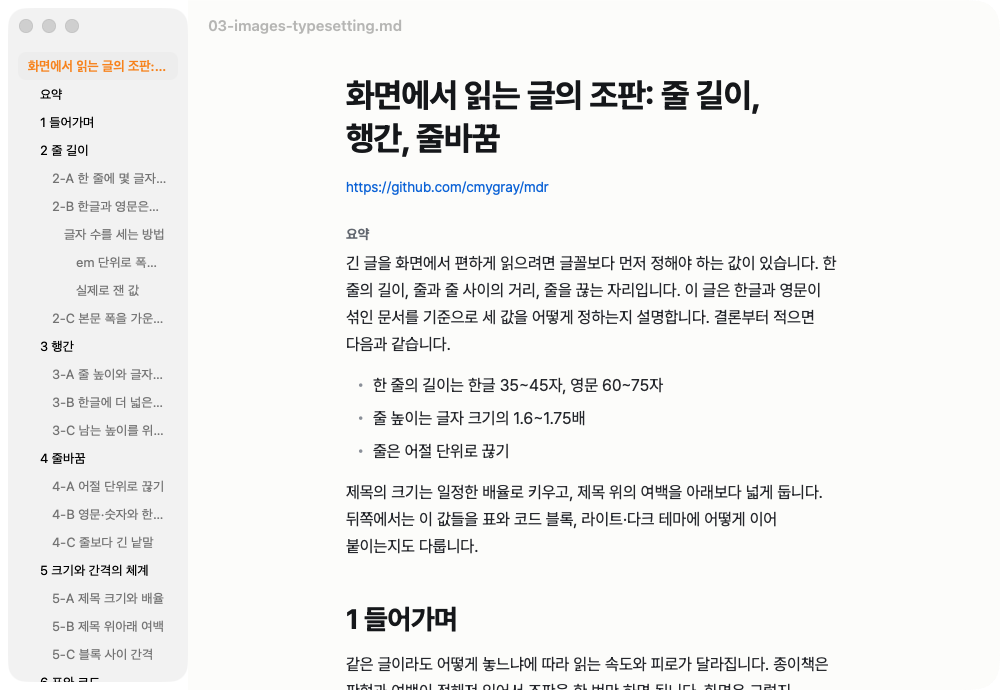 03-images-typesetting.md
화면에서 읽는 글의 조판:...
요약
1 들어가며
2 줄 길이
2-A 한 줄에 몇 글자...
2-B 한글과 영문은...
글자 수를 세는 방법
em 단위로 폭...
실제로 잰 값
2-C 본문 폭을 가운...
3 행간
3-A 줄 높이와 글자...
3-B 한글에 더 넓은...
3-C 남는 높이를 위...
4 줄바꿈
4-A 어절 단위로 끊기
4-B 영문·숫자와 한...
4-C 줄보다 긴 낱말
5 크기와 간격의 체계
5-A 제목 크기와 배율
5-B 제목 위아래 여백
5-C 블록 사이 간격
6 표와 코드
화면에서 읽는 글의 조판: 줄 길이,
행간, 줄바꿈
https://github.com/cmygray/mdr
요약
긴 글을 화면에서 편하게 읽으려면 글꼴보다 먼저 정해야 하는 값이 있습니다. 한
줄의 길이, 줄과 줄 사이의 거리, 줄을 끊는 자리입니다. 이 글은 한글과 영문이
섞인 문서를 기준으로 세 값을 어떻게 정하는지 설명합니다. 결론부터 적으면
다음과 같습니다.
• 한 줄의 길이는 한글 35~45자, 영문 60~75자
• 줄 높이는 글자 크기의 1.6~1.75배
• 줄은 어절 단위로 끊기
제목의 크기는 일정한 배율로 키우고, 제목 위의 여백을 아래보다 넓게 둡니다.
뒤쪽에서는 이 값들을 표와 코드 블록, 라이트·다크 테마에 어떻게 이어
붙이는지도 다룹니다.
1 들어가며
같은 글이라도 어떻게 놓느냐에 따라 읽는 속도와 피로가 달라집니다. 종이책은